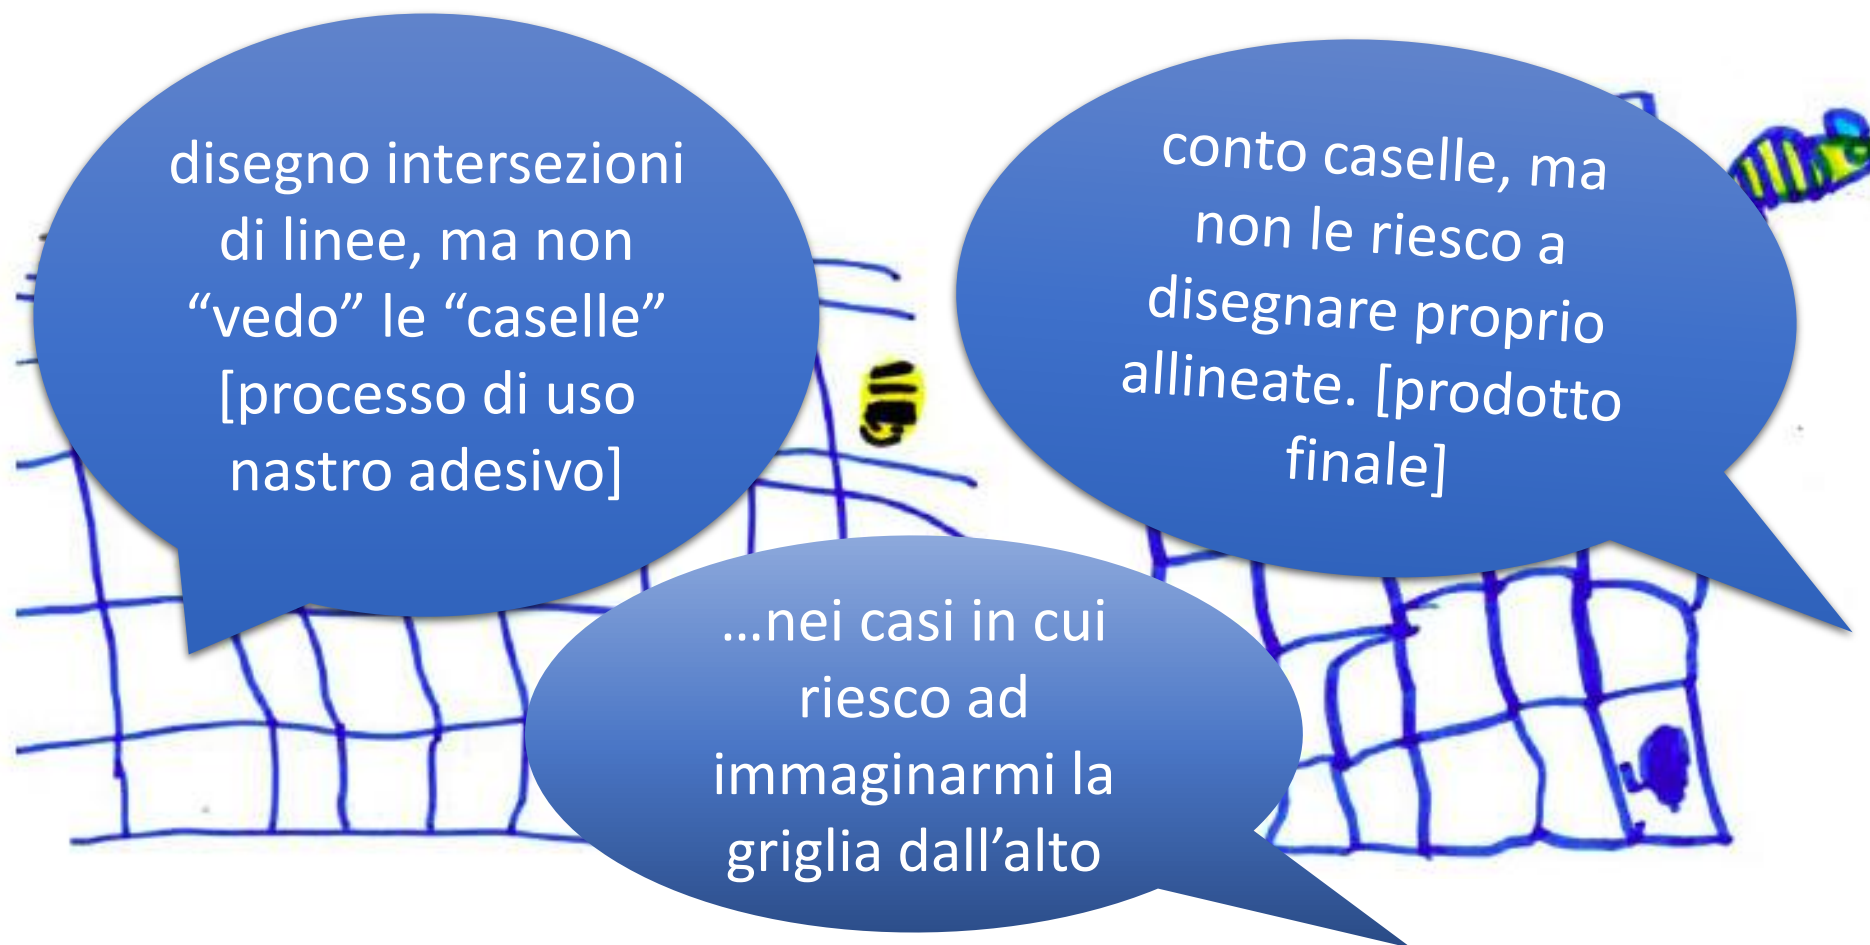 disegno intersezioni
di linee, ma non
“vedo” le “caselle”
[processo di uso
nastro adesivo]
conto caselle, ma
non le riesco a
disegnare proprio
allineate. [prodotto
finale]
…nei casi in cui
riesco ad
immaginarmi la
griglia dall’alto